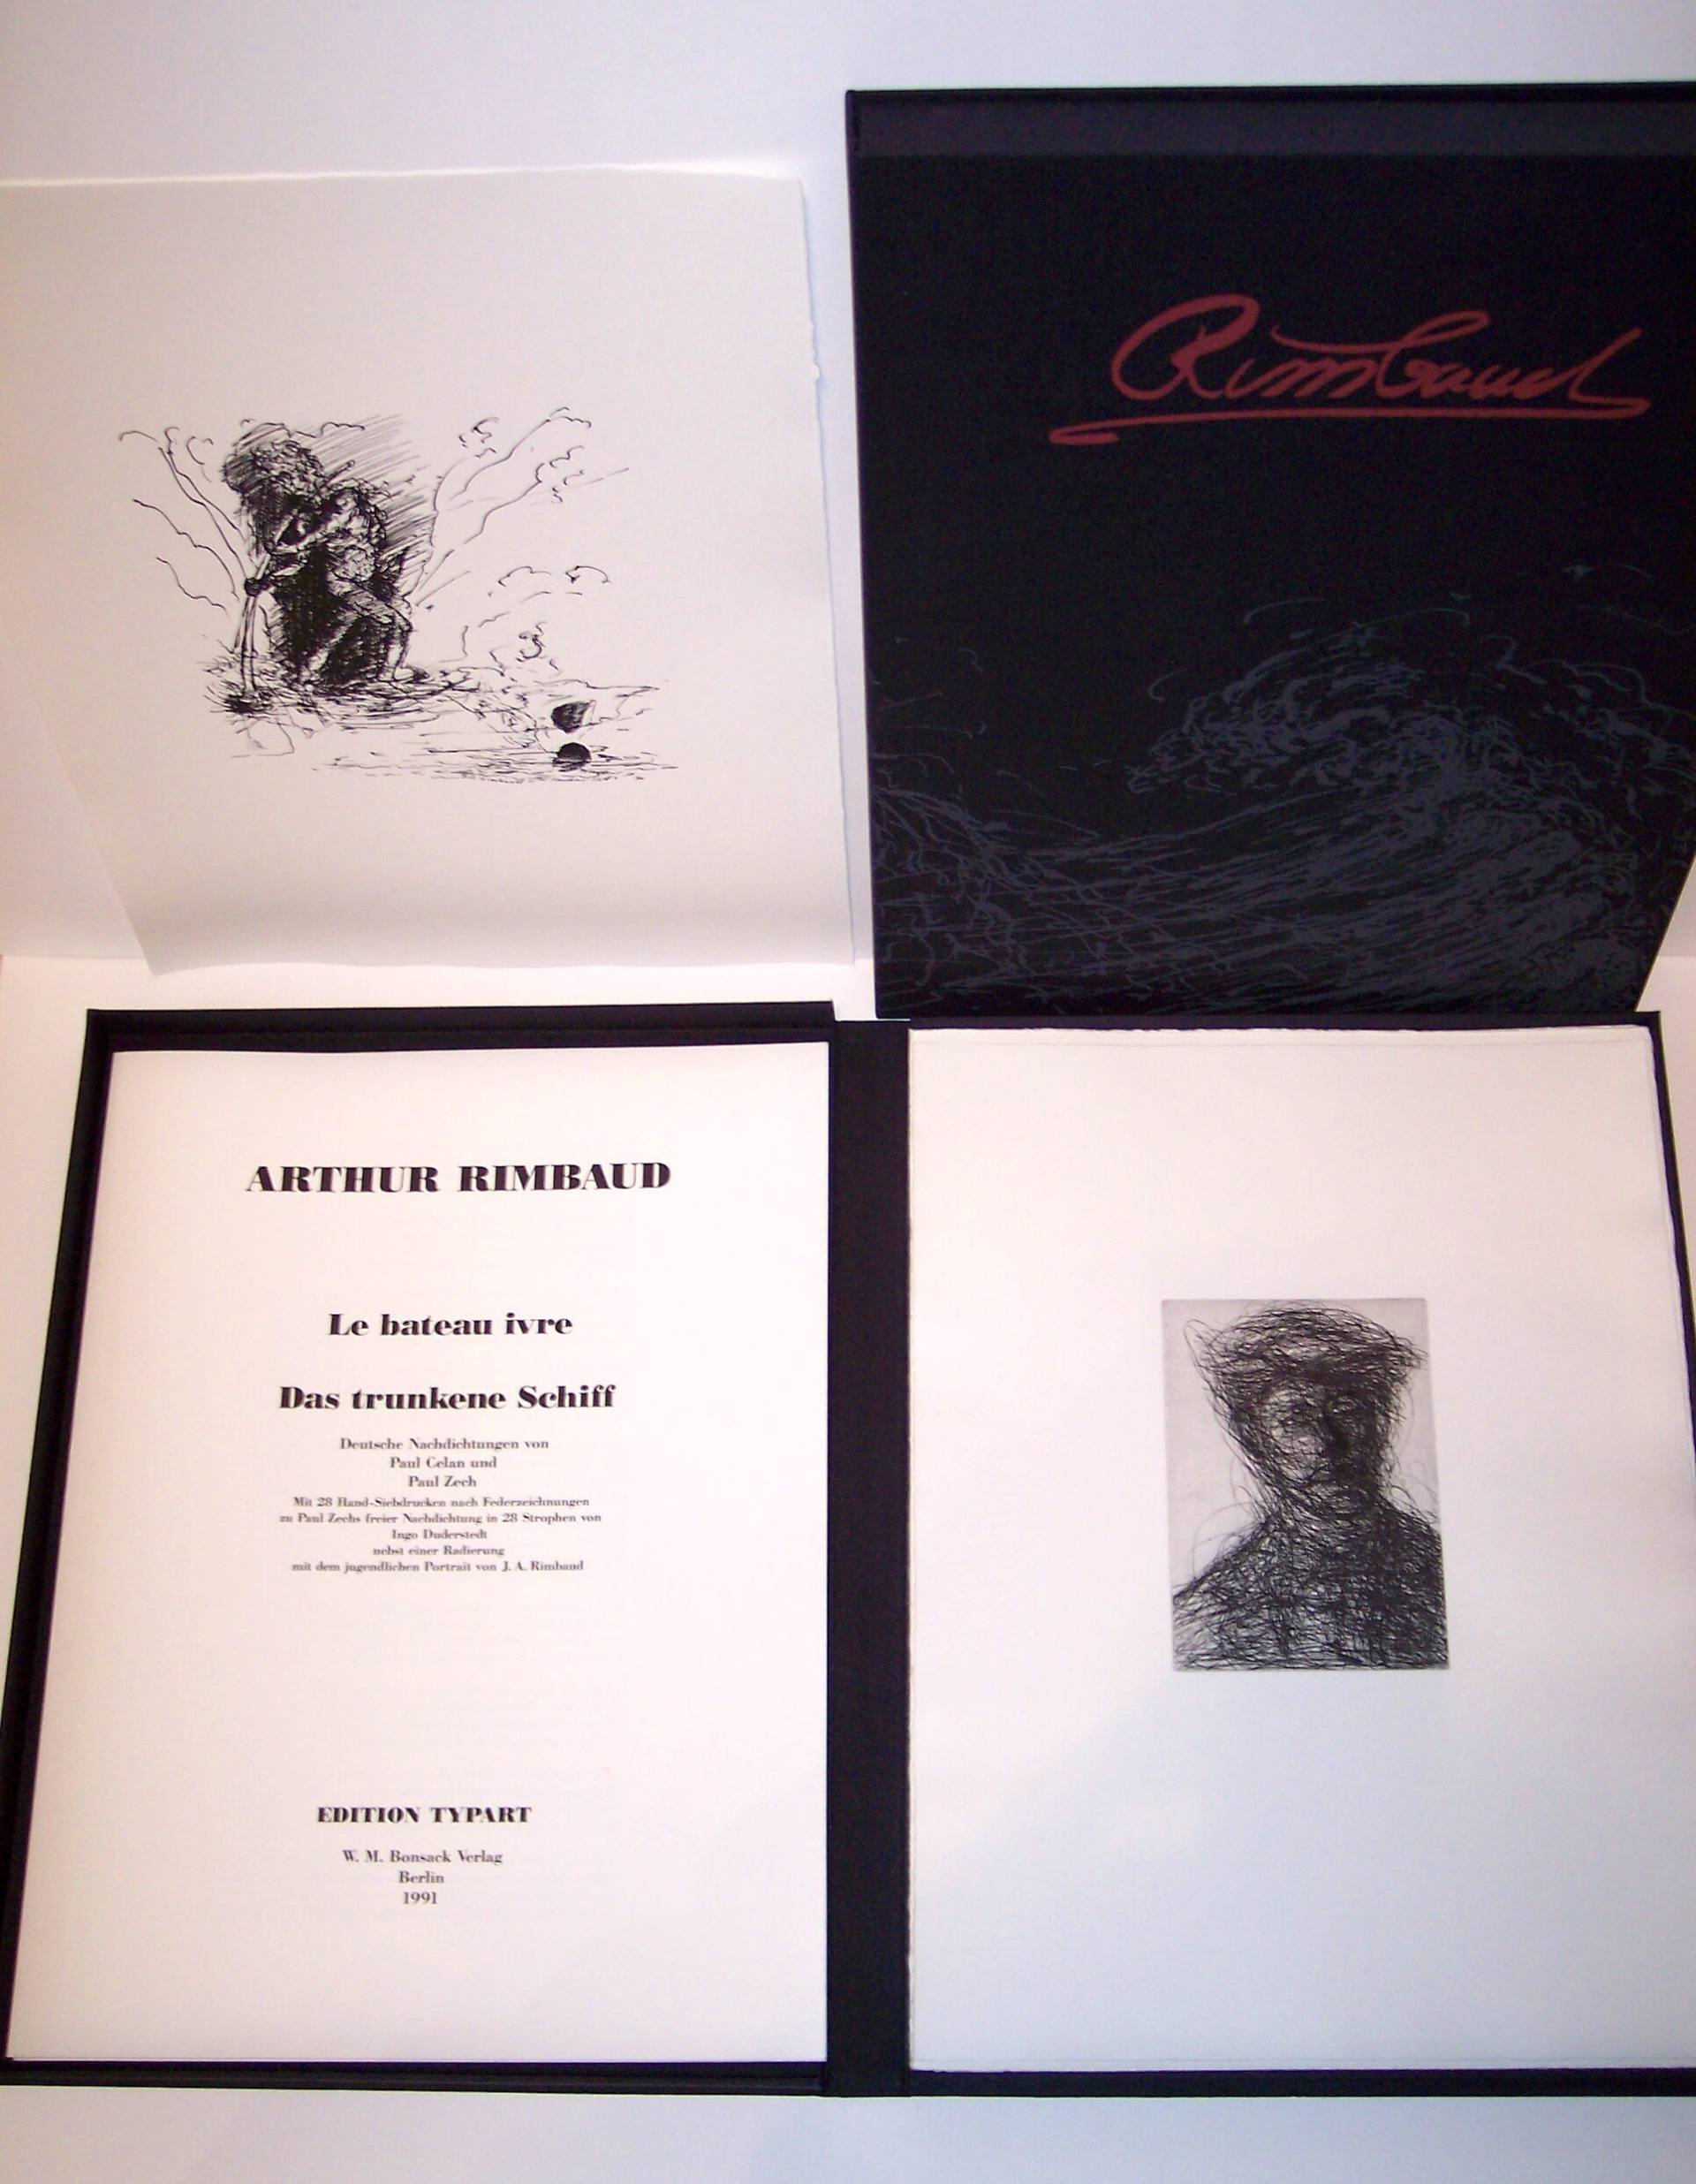 Rimbaud
ARTHUR RIMBAUD
Le bateau ivre
Das trunkene Schiff
Deutsche Nachdichtungen von
Paul Celan und
Paul Zech
Mit 28 Hand-Siebdrucken nach Federzeichnungen
zu Paul Zechs freier Nachdichtung in 28 Strophen von
Ingo Duderstedt
nebst einer Radierung
mit dem jugendlichen Portrait von J. A. Rimbaud
EDITION TYPART
W. M. Bonsack Verlag
Berlin
1991